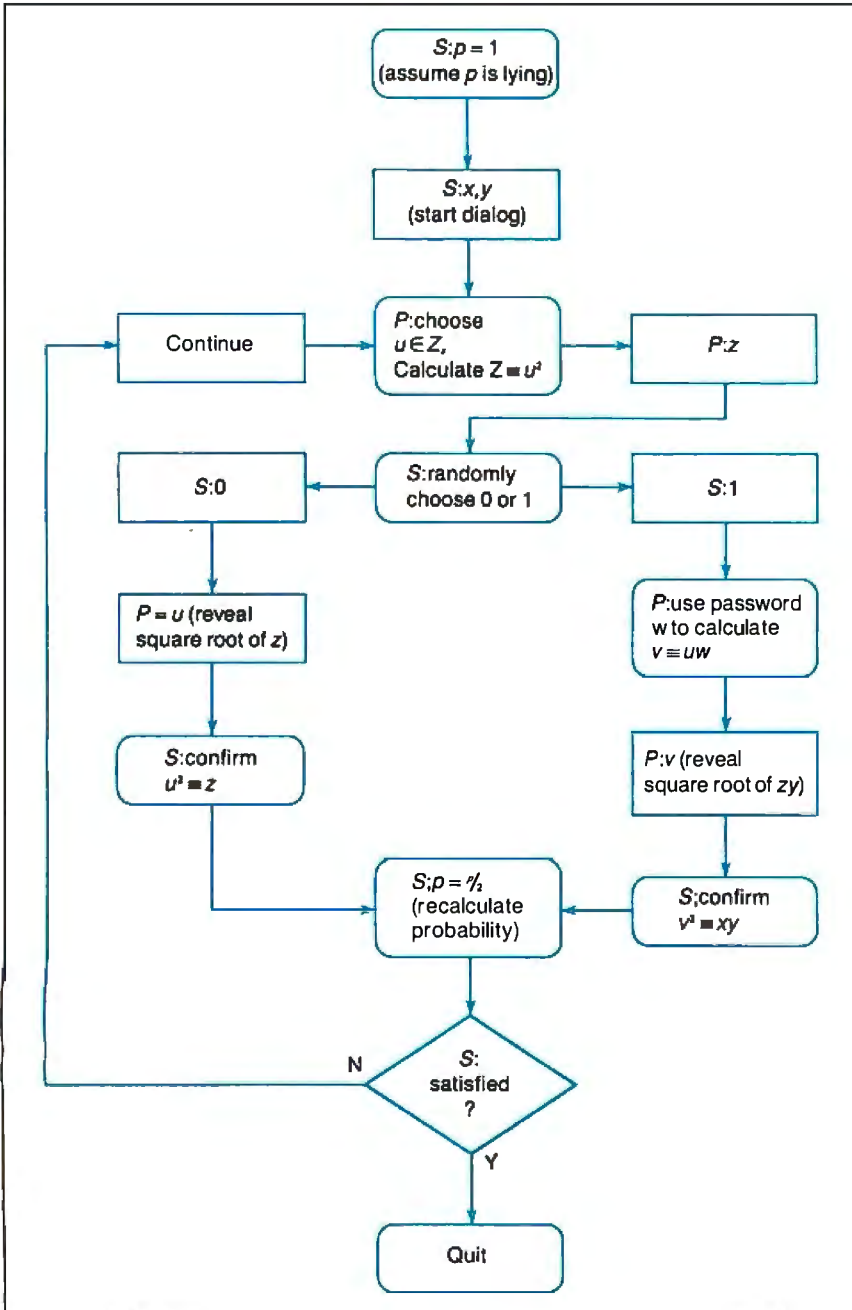 S:p = 1
(assume p is lying)
S:x,y
(start dialog)
Continue
P:choose
u∈Z,
Calculate Z≡u²
P:z
S:0
S:randomly
choose 0 or 1
S:1
P = u (reveal
square root of z)
P:use password
w to calculate
v ≡ uw
S:confirm
u² ≡ z
P:v (reveal
square root of zy)
S;p = p/2
(recalculate
probability)
S;confirm
v² ≡ xy
N
S:
satisfied
?
Y
Quit